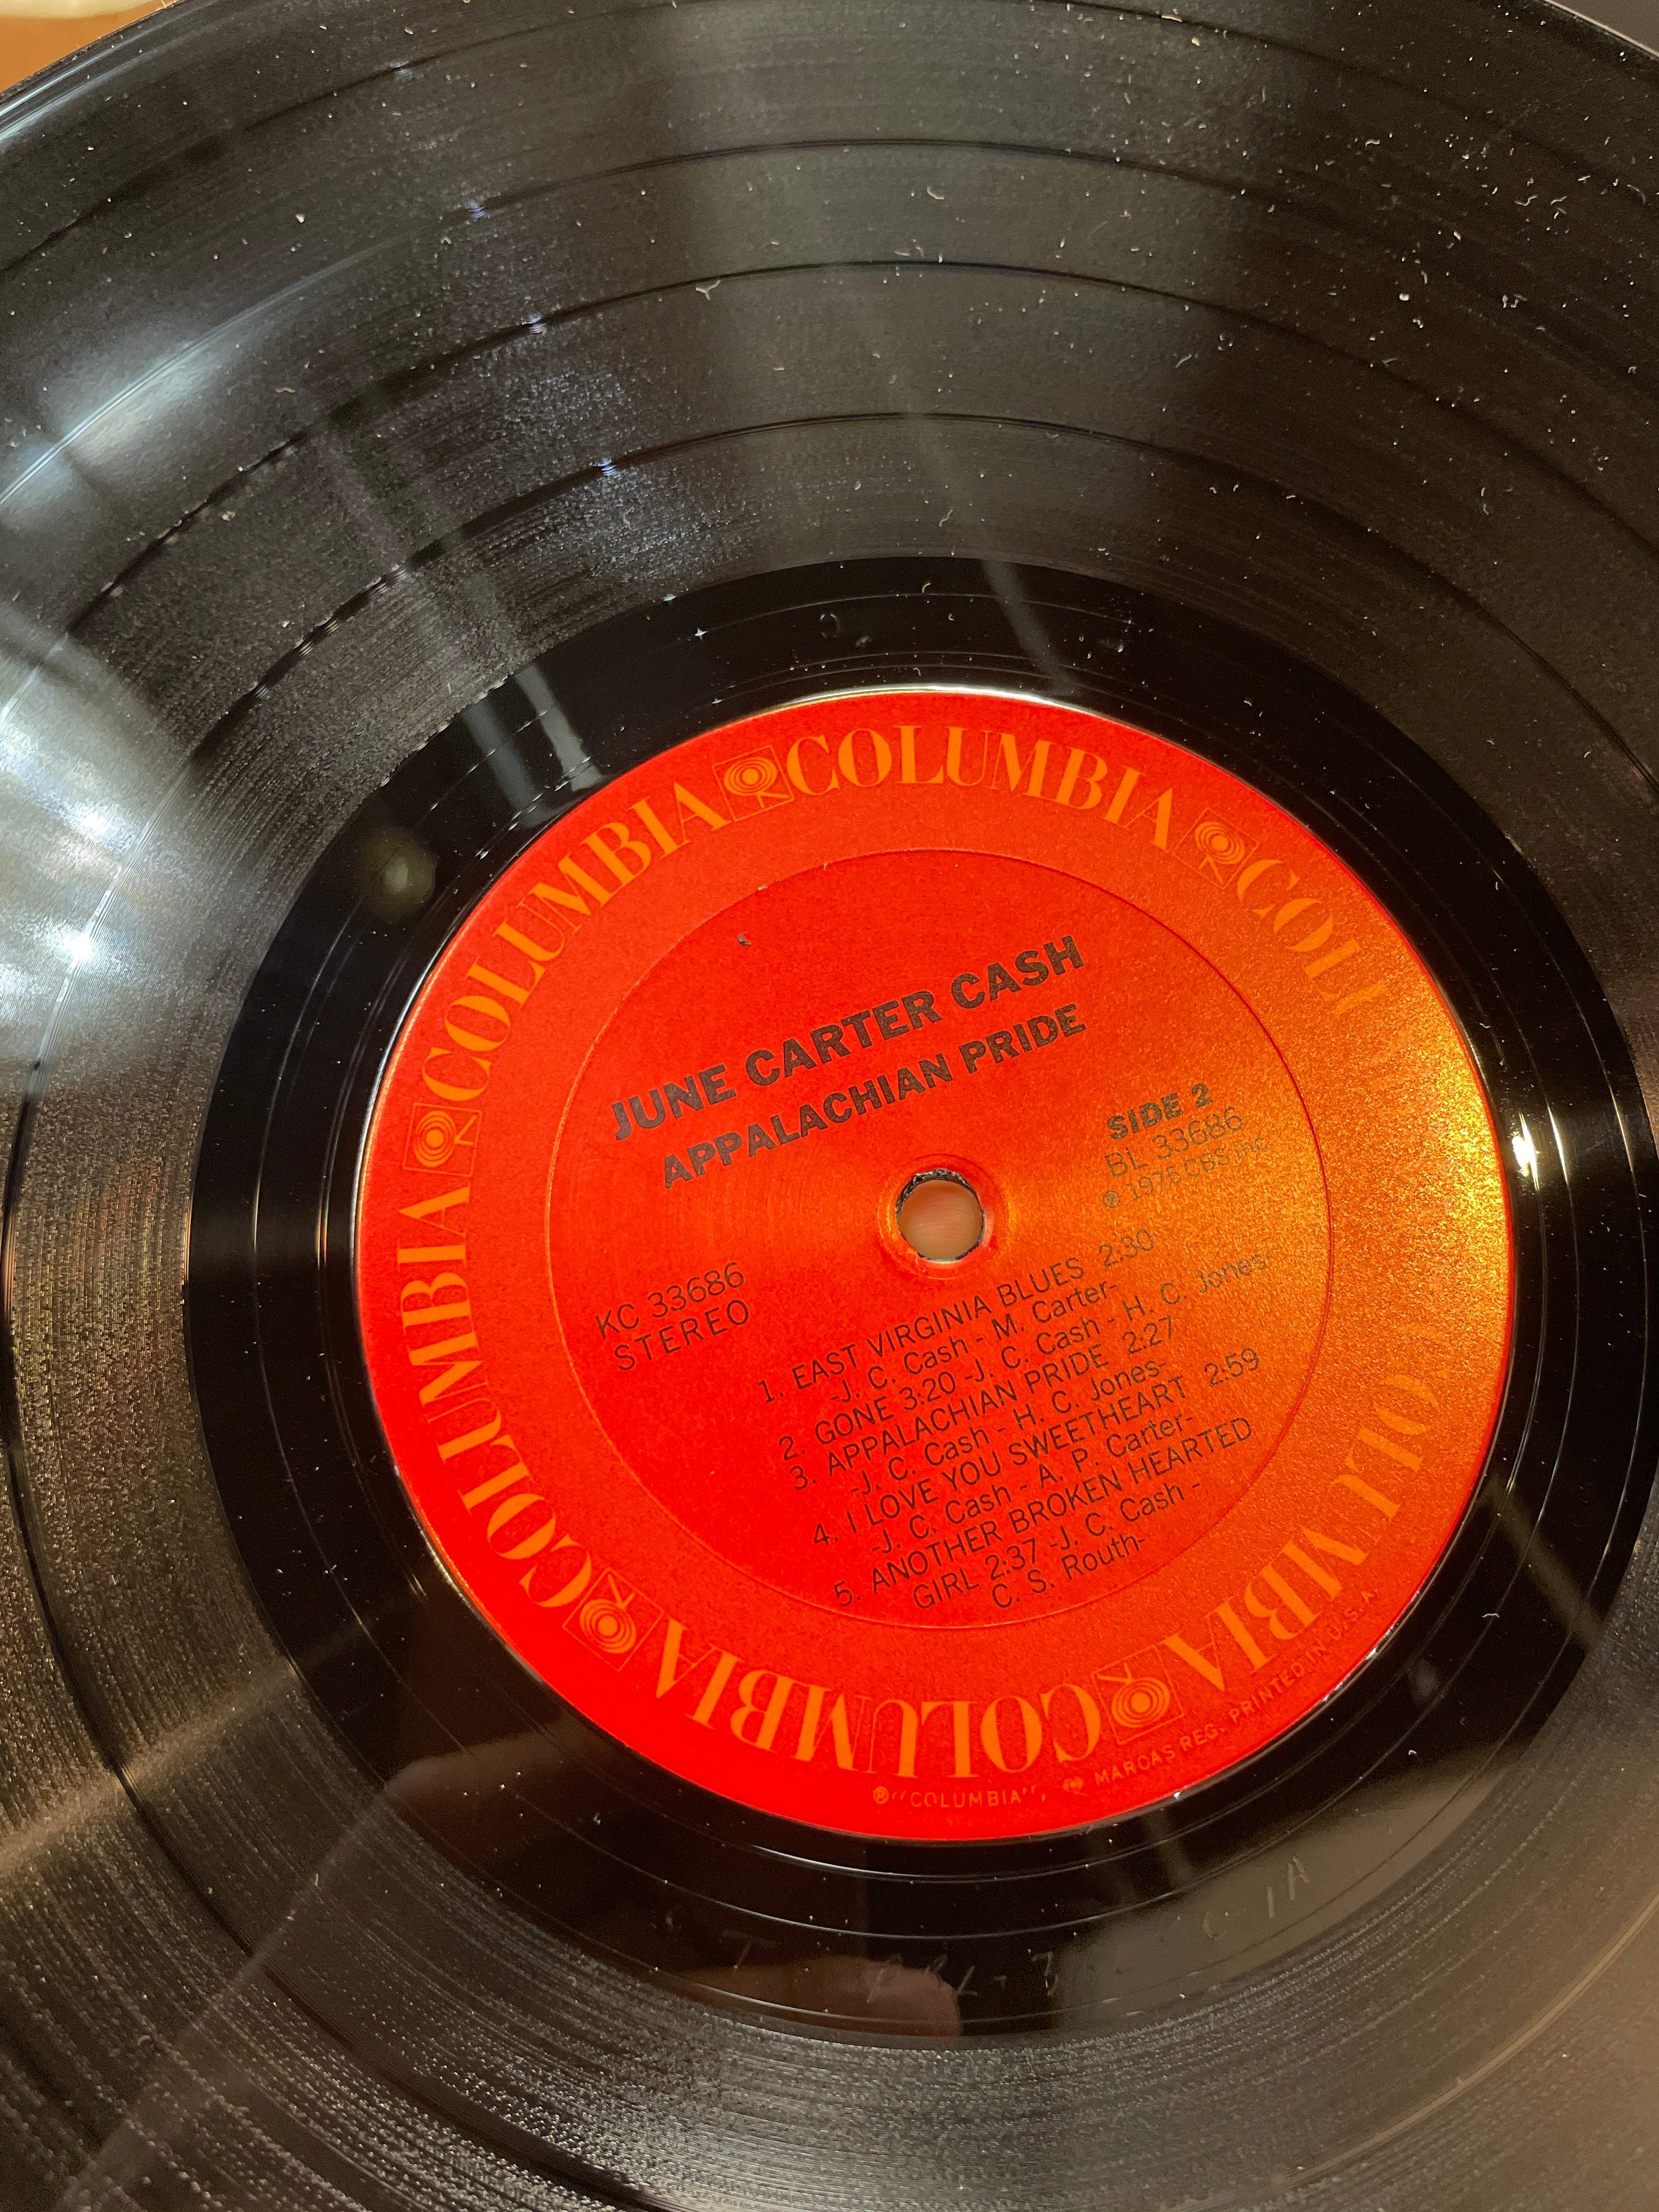 COLUMBIA COLUMBIA COLUMBIA COLUMBIA COLUMBIA COLUMBIA
JUNE CARTER CASH
APPALACHIAN PRIDE
SIDE 2
BL 33686
℗ 1975 CBS Inc.
KC 33686
STEREO
1. EAST VIRGINIA BLUES 2:30
-J. C. Cash - M. Carter-
2. GONE 3:20 -J. C. Cash - H. C. Jones-
3. APPALACHIAN PRIDE 2:27
-J. C. Cash - H. C. Jones-
4. I LOVE YOU SWEETHEART 2:59
-J. C. Cash - A. P. Carter-
5. ANOTHER BROKEN HEARTED
GIRL 2:37 -J. C. Cash -
C. S. Routh-
® "COLUMBIA", MARCAS REG. PRINTED IN U.S.A.